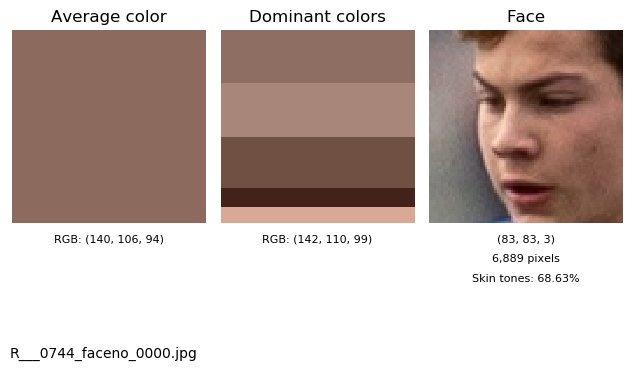 Average color
Dominant colors
Face
RGB: (140, 106, 94)
RGB: (142, 110, 99)
(83, 83, 3)
6,889 pixels
Skin tones: 68.63%
R___0744_faceno_0000.jpg